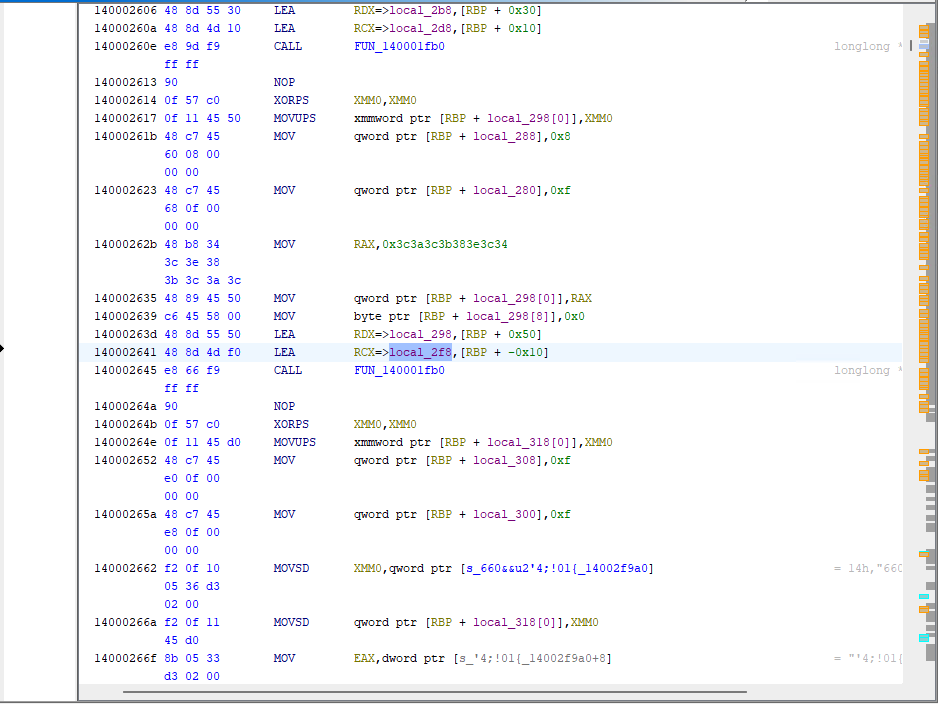 140002606 48 8d 55 30 LEA RDX=>local_2b8,[RBP + 0x30]
14000260a 48 8d 4d 10 LEA RCX=>local_2d8,[RBP + 0x10]
14000260e e8 9d f9 CALL FUN_140001fb0 longlong *
ff ff
140002613 90 NOP
140002614 0f 57 c0 XORPS XMM0,XMM0
140002617 0f 11 45 50 MOVUPS xmmword ptr [RBP + local_298[0]],XMM0
14000261b 48 c7 45 MOV qword ptr [RBP + local_288],0x8
60 08 00
00 00
140002623 48 c7 45 MOV qword ptr [RBP + local_280],0xf
68 0f 00
00 00
14000262b 48 b8 34 MOV RAX,0x3c3a3c3b383e3c34
3c 3e 38
3b 3c 3a 3c
140002635 48 89 45 50 MOV qword ptr [RBP + local_298[0]],RAX
140002639 c6 45 58 00 MOV byte ptr [RBP + local_298[8]],0x0
14000263d 48 8d 55 50 LEA RDX=>local_298,[RBP + 0x50]
140002641 48 8d 4d f0 LEA RCX=>local_2f8,[RBP + -0x10]
140002645 e8 66 f9 CALL FUN_140001fb0 longlong *
ff ff
14000264a 90 NOP
14000264b 0f 57 c0 XORPS XMM0,XMM0
14000264e 0f 11 45 d0 MOVUPS xmmword ptr [RBP + local_318[0]],XMM0
140002652 48 c7 45 MOV qword ptr [RBP + local_308],0xf
e0 0f 00
00 00
14000265a 48 c7 45 MOV qword ptr [RBP + local_300],0xf
e8 0f 00
00 00
140002662 f2 0f 10 MOVSD XMM0,qword ptr [s_660&&u2'4;!01{_14002f9a0] = 14h,"660
05 36 d3
02 00
14000266a f2 0f 11 MOVSD qword ptr [RBP + local_318[0]],XMM0
45 d0
14000266f 8b 05 33 MOV EAX,dword ptr [s_'4;!01{_14002f9a0+8] = "'4;!01{
d3 02 00